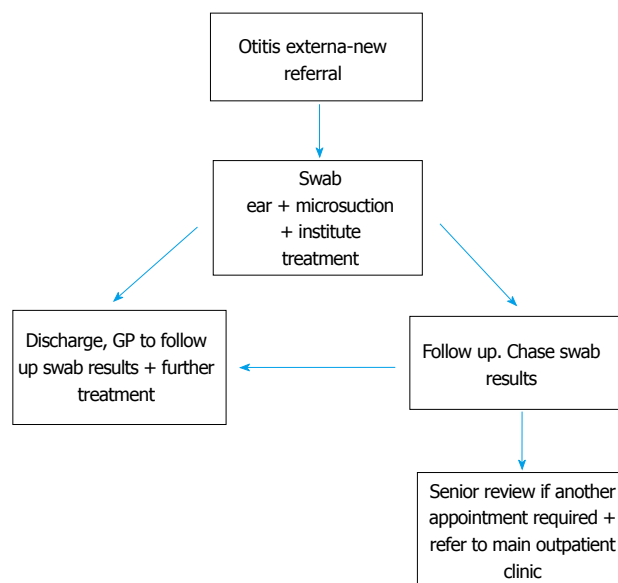 Otitis externa-new
referral
Swab
ear + microsuction
+ institute
treatment
Discharge, GP to follow
up swab results + further
treatment
Follow up. Chase swab
results
Senior review if another
appointment required +
refer to main outpatient
clinic